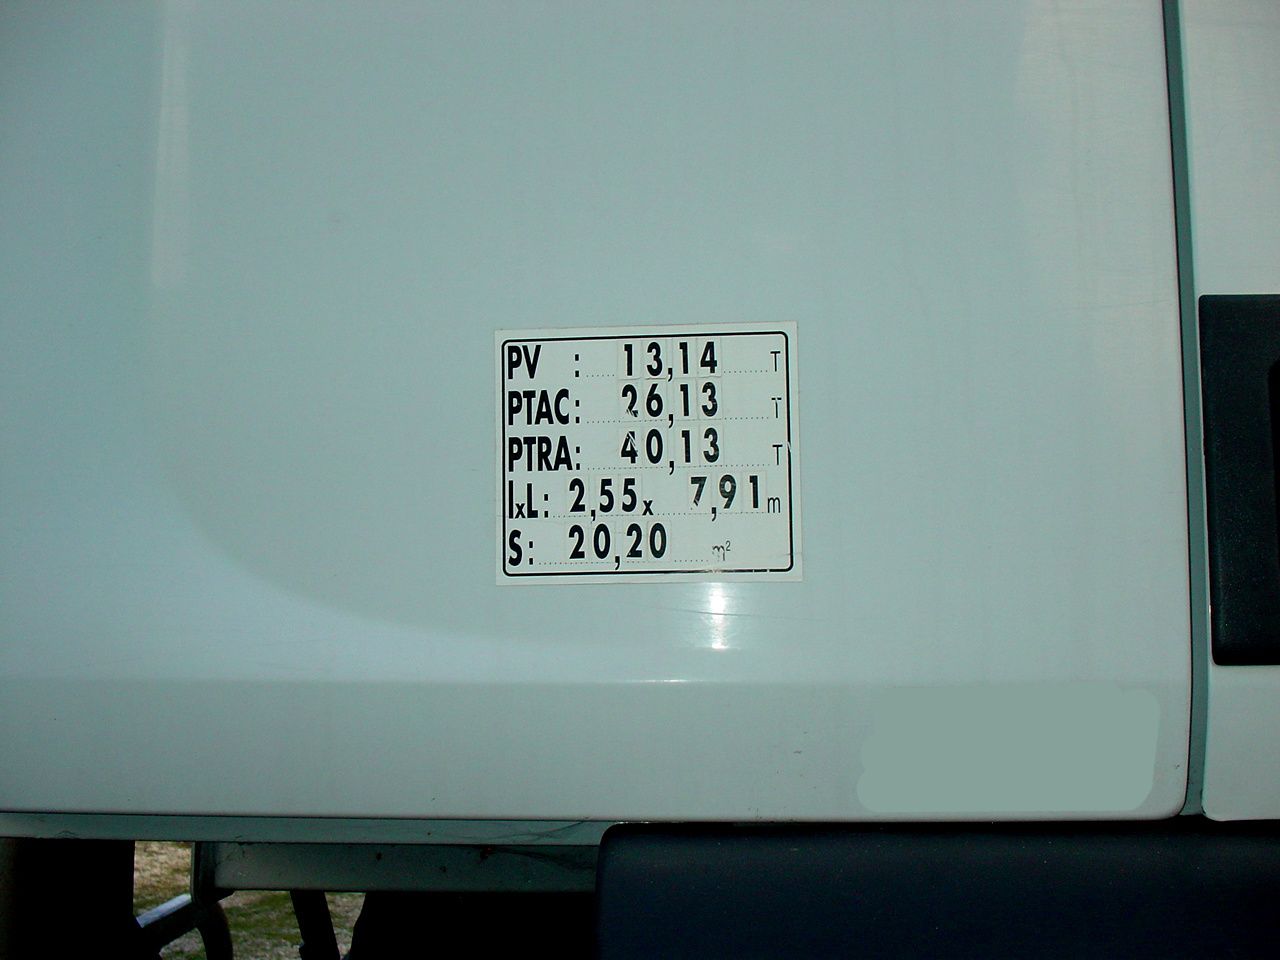 PV : 13,14 T
PTAC: 26,13 T
PTRA: 40,13 T
IxL: 2,55x 7,91m
S: 20,20 m²